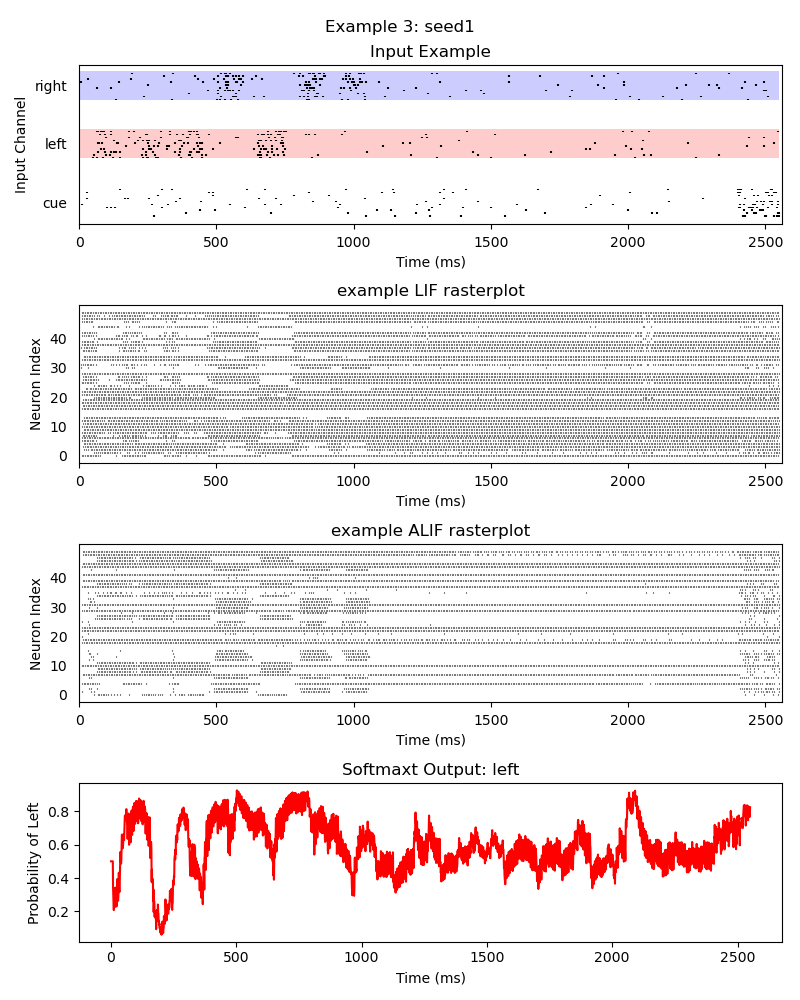 Example 3: seed1
Input Example
Input Channel
right
left
cue
0 500 1000 1500 2000 2500
Time (ms)
example LIF rasterplot
Neuron Index
40
30
20
10
0
0 500 1000 1500 2000 2500
Time (ms)
example ALIF rasterplot
Neuron Index
40
30
20
10
0
0 500 1000 1500 2000 2500
Time (ms)
Softmaxt Output: left
Probability of Left
0.8
0.6
0.4
0.2
0 500 1000 1500 2000 2500
Time (ms)